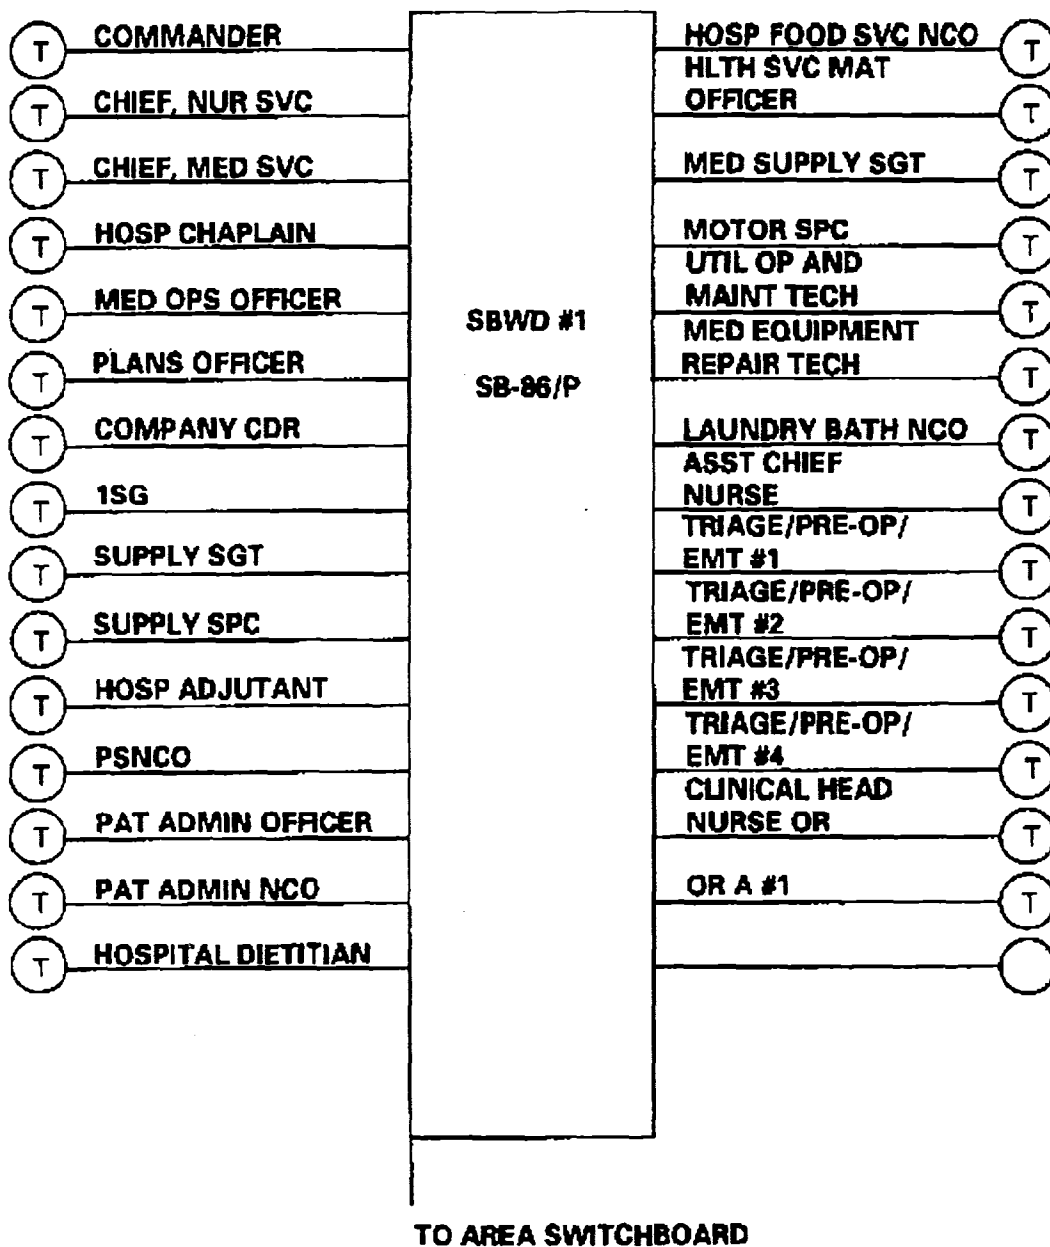 T COMMANDER
T CHIEF, NUR SVC
T CHIEF, MED SVC
T HOSP CHAPLAIN
T MED OPS OFFICER
T PLANS OFFICER
T COMPANY CDR
T 1SG
T SUPPLY SGT
T SUPPLY SPC
T HOSP ADJUTANT
T PSNCO
T PAT ADMIN OFFICER
T PAT ADMIN NCO
T HOSPITAL DIETITIAN
SBWD #1
SB-86/P
HOSP FOOD SVC NCO T
HLTH SVC MAT
OFFICER T
MED SUPPLY SGT T
MOTOR SPC T
UTIL OP AND
MAINT TECH T
MED EQUIPMENT
REPAIR TECH T
LAUNDRY BATH NCO T
ASST CHIEF
NURSE T
TRIAGE/PRE-OP/
EMT #1 T
TRIAGE/PRE-OP/
EMT #2 T
TRIAGE/PRE-OP/
EMT #3 T
TRIAGE/PRE-OP/
EMT #4 T
CLINICAL HEAD
NURSE OR T
OR A #1 T
TO AREA SWITCHBOARD